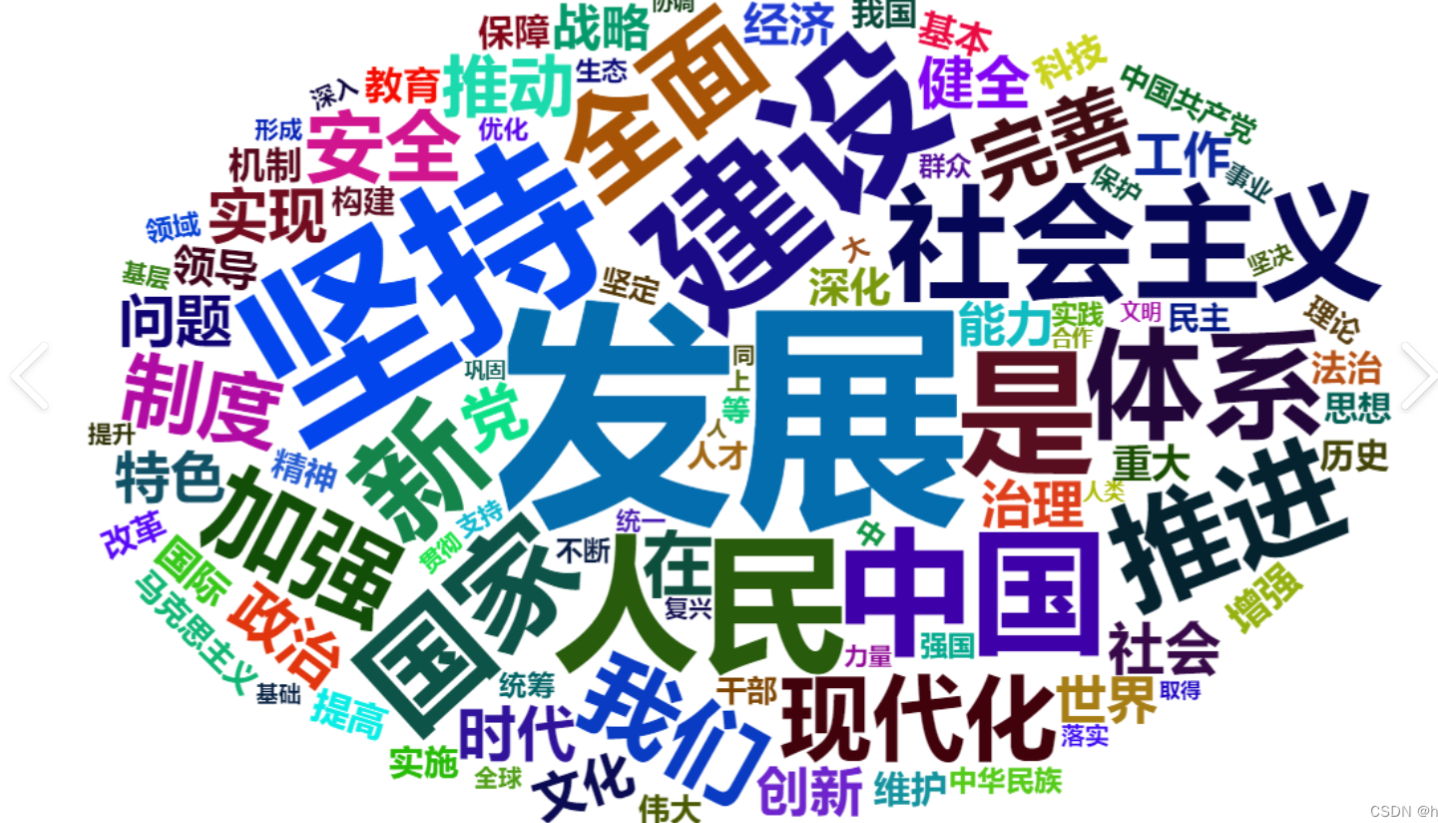 协调
保障
战略
经济
我国
基本
全面
科技
推动
生态
教育
健全
建设
深入
中国共产党
完善
形成
安全
优化
机制
群众
工作
事业
保护
坚持
实现
构建
社会主义
领域
领导
大
坚决
基层
坚定
深化
问题
能力
实践
文明
民主
理论
合作
发展
同
是
体系
巩固
上
法治
制度
党
等
思想
提升
新
人
人才
特色
精神
重大
历史
推进
治理
人类
加强
支持
统一
中
改革
国家
贯彻
不断
人民
在
中国
国际
马克思主义
复兴
增强
政治
力量
强国
社会
基础
统筹
我们
干部
现代化
世界
取得
提高
时代
落实
实施
全球
文化
创新
维护
中华民族
伟大
CSDN @h